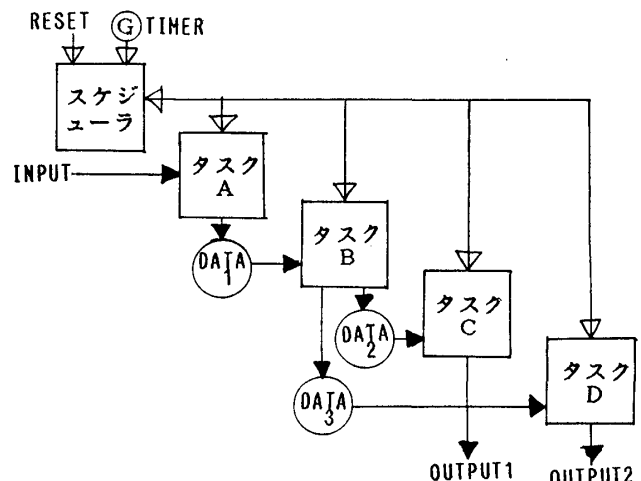 RESET
G TIMER
スケジ
ューラ
INPUT
タスク
A
DATA
1
タスク
B
DATA
2
タスク
C
DATA
3
タスク
D
OUTPUT1
OUTPUT2